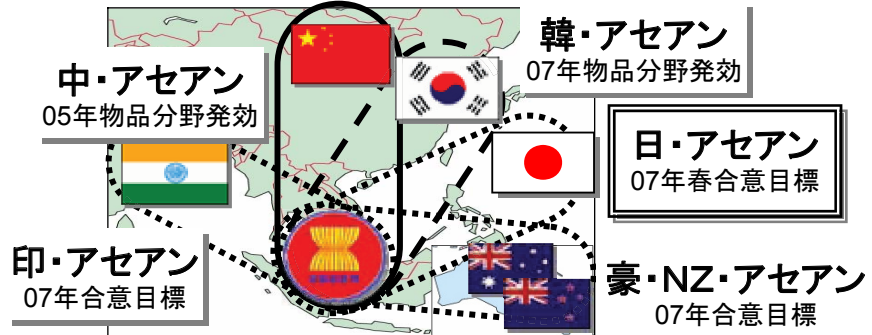 韓・アセアン
07年物品分野発効
中・アセアン
05年物品分野発効
日・アセアン
07年春合意目標
印・アセアン
07年合意目標
豪・NZ・アセアン
07年合意目標